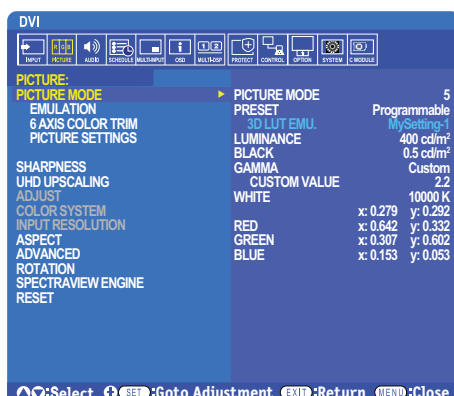 DVI
INPUT PICTURE AUDIO SCHEDULE MULTI-INPUT OSD MULTI-DSP PROTECT CONTROL OPTION SYSTEM C MODULE
R G B
i
1 2
PICTURE:
PICTURE MODE
EMULATION
6 AXIS COLOR TRIM
PICTURE SETTINGS
SHARPNESS
UHD UPSCALING
ADJUST
COLOR SYSTEM
INPUT RESOLUTION
ASPECT
ADVANCED
ROTATION
SPECTRAVIEW ENGINE
RESET
PICTURE MODE 5
PRESET Programmable
3D LUT EMU. MySetting-1
LUMINANCE 400 cd/m²
BLACK 0.5 cd/m²
GAMMA Custom
CUSTOM VALUE 2.2
WHITE 10000 K
x: 0.279 y: 0.292
RED x: 0.642 y: 0.332
GREEN x: 0.307 y: 0.602
BLUE x: 0.153 y: 0.053
:Select SET :Goto Adjustment EXIT :Return MENU :Close